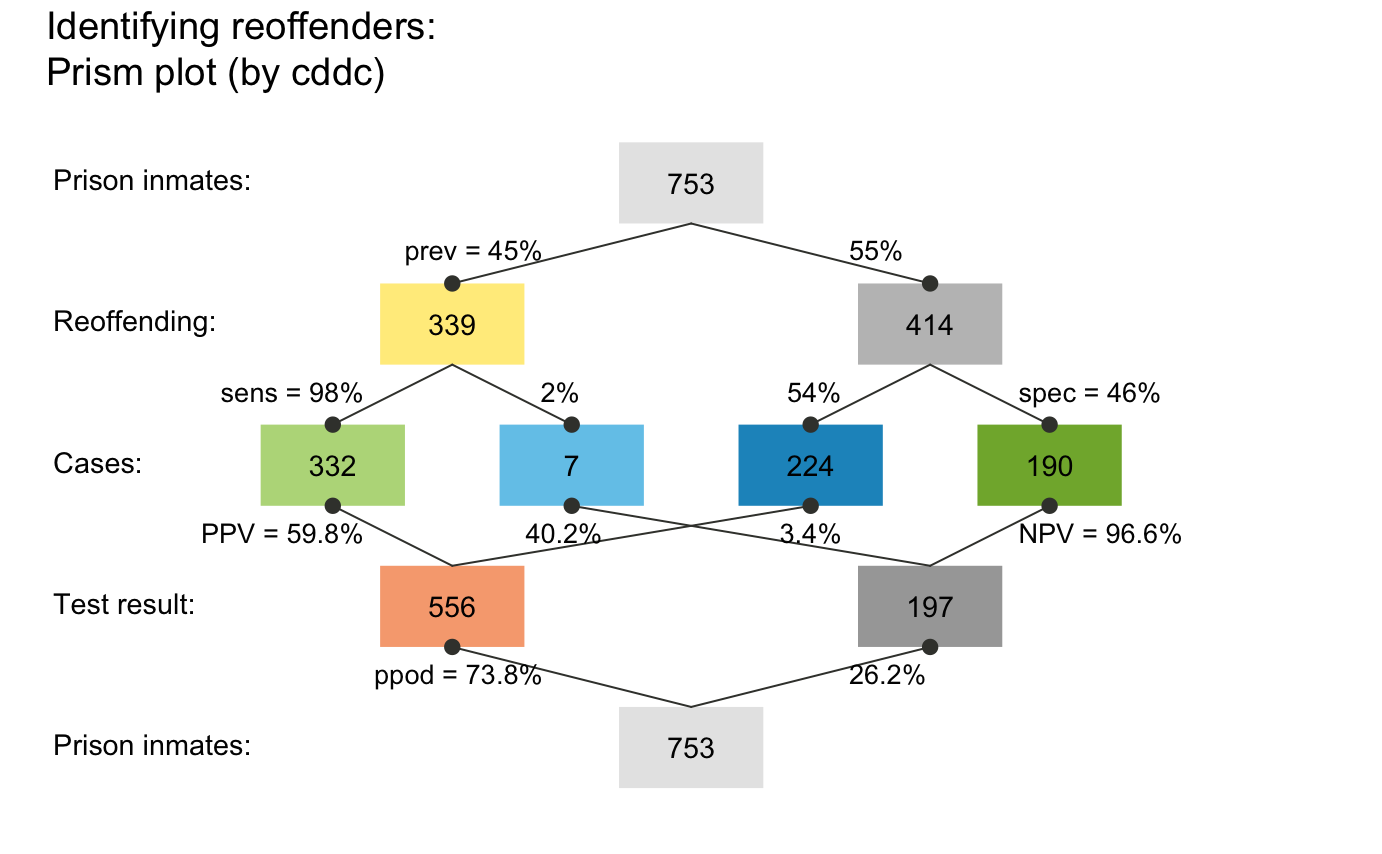 Identifying reoffenders:
Prism plot (by cddc)
Prison inmates:
753
prev = 45%
55%
Reoffending:
339
414
sens = 98%
2%
54%
spec = 46%
Cases:
332
7
224
190
PPV = 59.8%
40.2%
3.4%
NPV = 96.6%
Test result:
556
197
ppod = 73.8%
26.2%
Prison inmates:
753